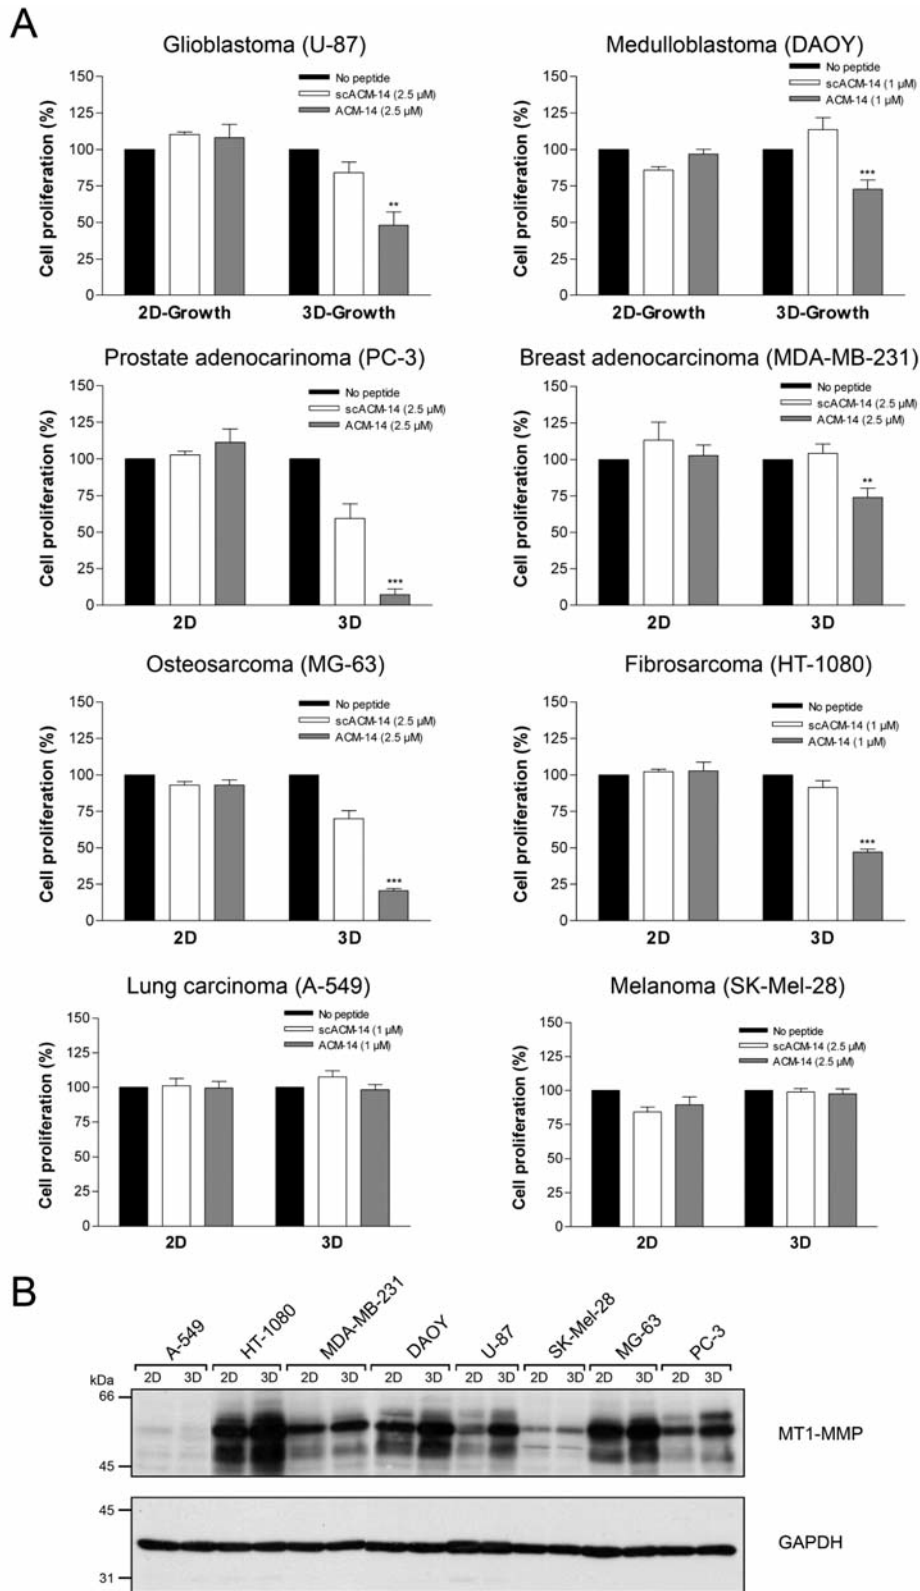 A
Glioblastoma (U-87)
Cell proliferation (%)
150
100
75
50
25
0
No peptide
scACM-14 (2.5 µM)
ACM-14 (2.5 µM)
**
2D-Growth
3D-Growth
Medulloblastoma (DAOY)
Cell proliferation (%)
150
100
75
50
25
0
No peptide
scACM-14 (1 µM)
ACM-14 (1 µM)
***
2D-Growth
3D-Growth
Prostate adenocarinoma (PC-3)
Cell proliferation (%)
150
125
100
75
50
25
0
No peptide
scACM-14 (2.5 µM)
ACM-14 (2.5 µM)
***
2D
3D
Breast adenocarcinoma (MDA-MB-231)
Cell proliferation (%)
150
125
100
75
50
25
0
No peptide
scACM-14 (2.5 µM)
ACM-14 (2.5 µM)
**
2D
3D
Osteosarcoma (MG-63)
Cell proliferation (%)
150
125
100
75
50
25
0
No peptide
scACM-14 (2.5 µM)
ACM-14 (2.5 µM)
***
2D
3D
Fibrosarcoma (HT-1080)
Cell proliferation (%)
150
125
100
75
50
25
0
No peptide
scACM-14 (1 µM)
ACM-14 (1 µM)
***
2D
3D
Lung carcinoma (A-549)
Cell proliferation (%)
150
125
100
75
50
25
0
No peptide
scACM-14 (1 µM)
ACM-14 (1 µM)
2D
3D
Melanoma (SK-Mel-28)
Cell proliferation (%)
150
125
100
75
50
25
0
No peptide
scACM-14 (2.5 µM)
ACM-14 (2.5 µM)
2D
3D
B
A-549
HT-1080
MDA-MB-231
DAOY
U-87
SK-Mel-28
MG-63
PC-3
kDa 2D 3D 2D 3D 2D 3D 2D 3D 2D 3D 2D 3D 2D 3D 2D 3D
66
MT1-MMP
45
45
GAPDH
31